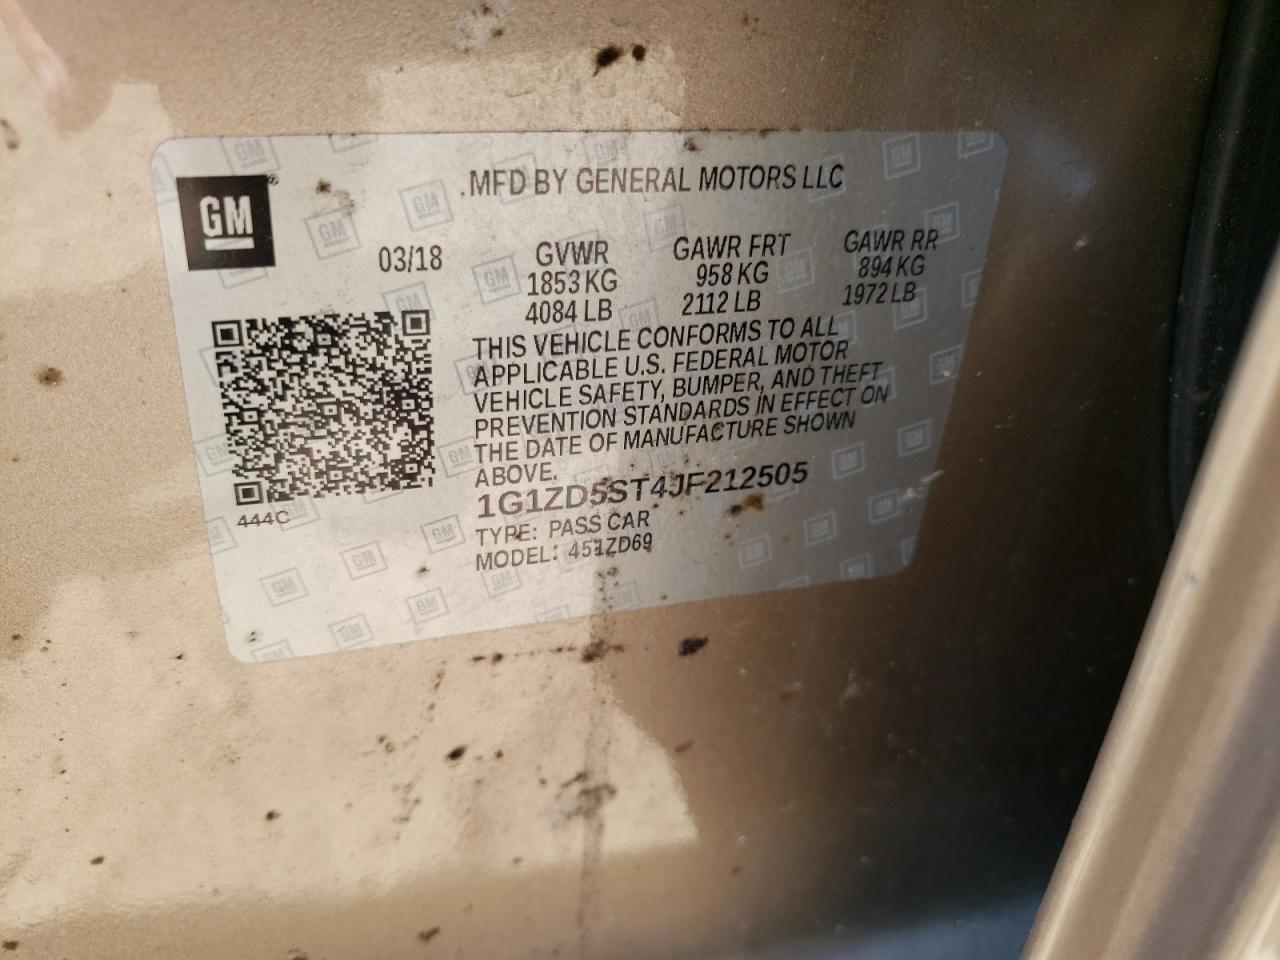 GM
MFD BY GENERAL MOTORS LLC
03/18 GVWR GAWR FRT GAWR RR
1853 KG 958 KG 894 KG
4084 LB 2112 LB 1972 LB
THIS VEHICLE CONFORMS TO ALL
APPLICABLE U.S. FEDERAL MOTOR
VEHICLE SAFETY, BUMPER, AND THEFT
PREVENTION STANDARDS IN EFFECT ON
THE DATE OF MANUFACTURE SHOWN
ABOVE.
1G1ZD5ST4JF212505
TYPE: PASS CAR
MODEL: 451ZD69
444C